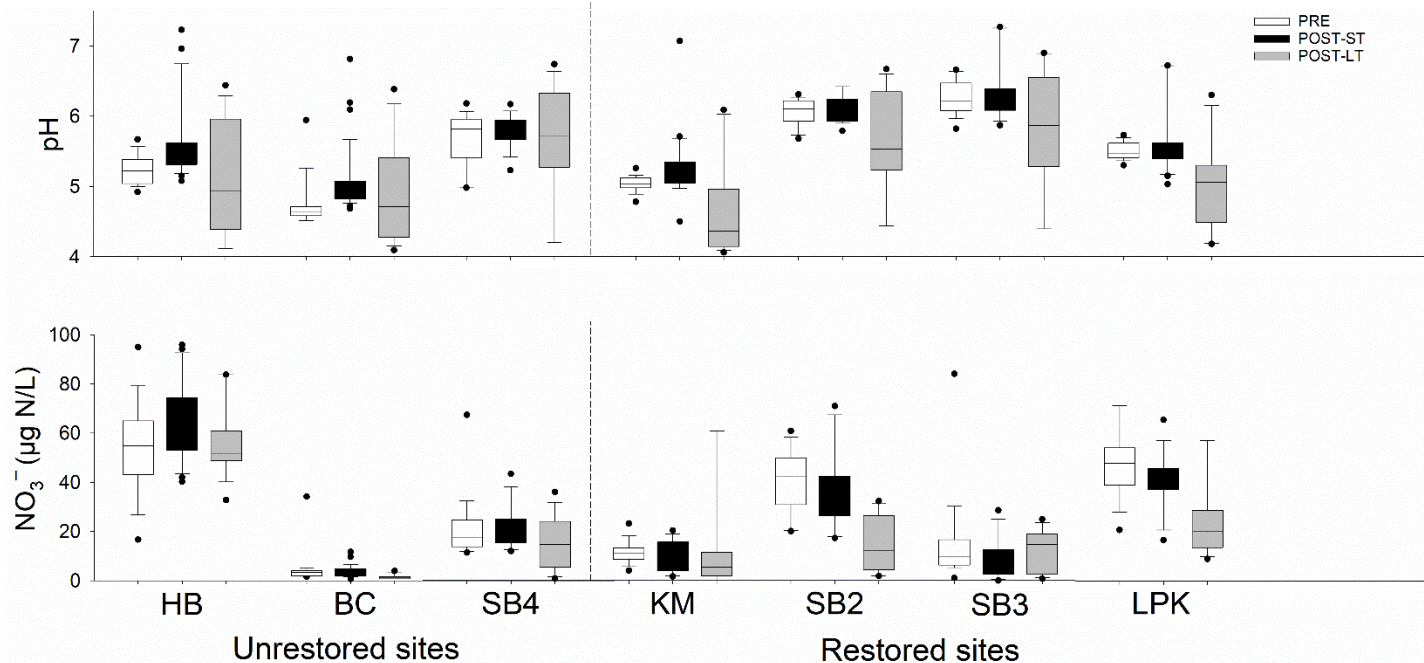 PRE
POST-ST
POST-LT
7
6
5
4
pH
100
80
60
40
20
0
NO₃⁻ (µg N/L)
HB BC SB4 KM SB2 SB3 LPK
Unrestored sites Restored sites